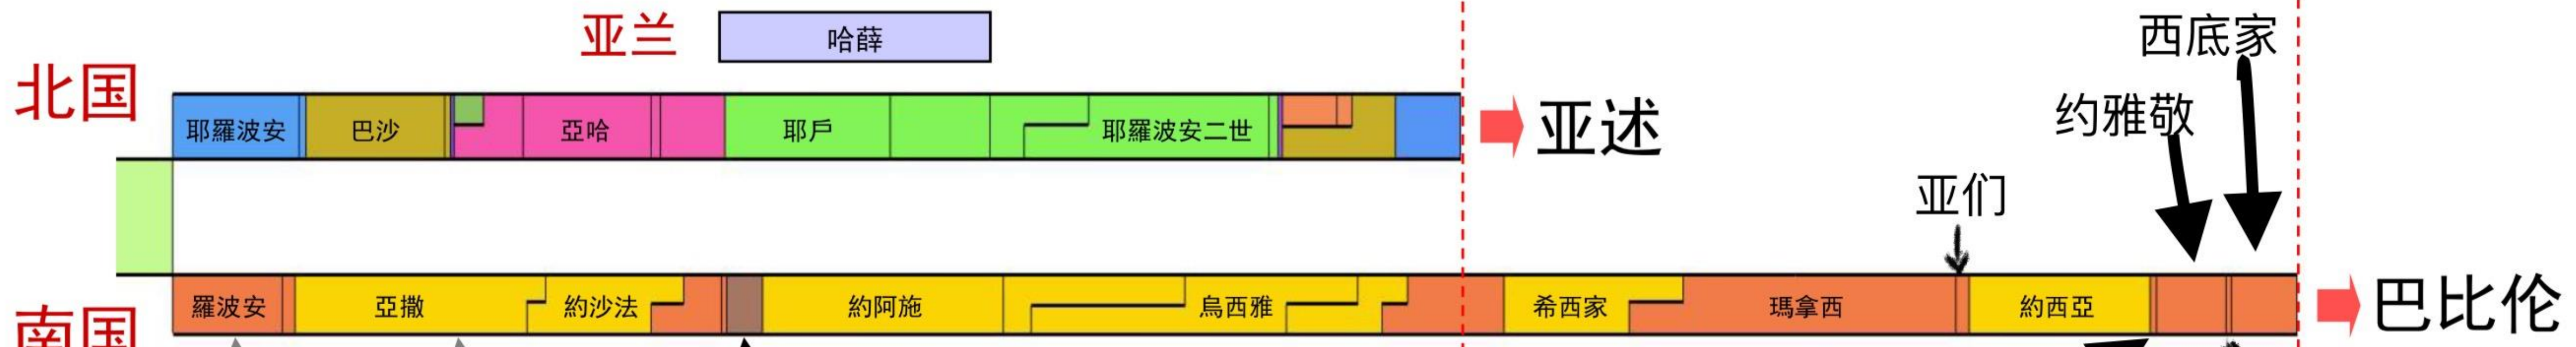 亚兰
哈薛
西底家
北国
耶羅波安
巴沙
亞哈
耶戶
耶羅波安二世
亚述
约雅敬
亚们
南国
羅波安
亞撒
約沙法
約阿施
烏西雅
希西家
瑪拿西
約西亞
巴比伦